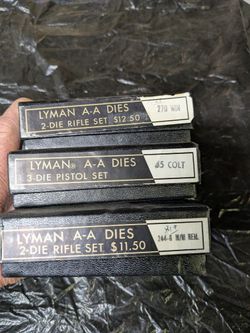 LYMAN A-A DIES
2-DIE RIFLE SET. $12.50
270 WIN
LYMAN® A-A DIES
3-DIE PISTOL SET
45 COLT
LYMAN A-A DIES
2-DIE RIFLE SET. $11.50